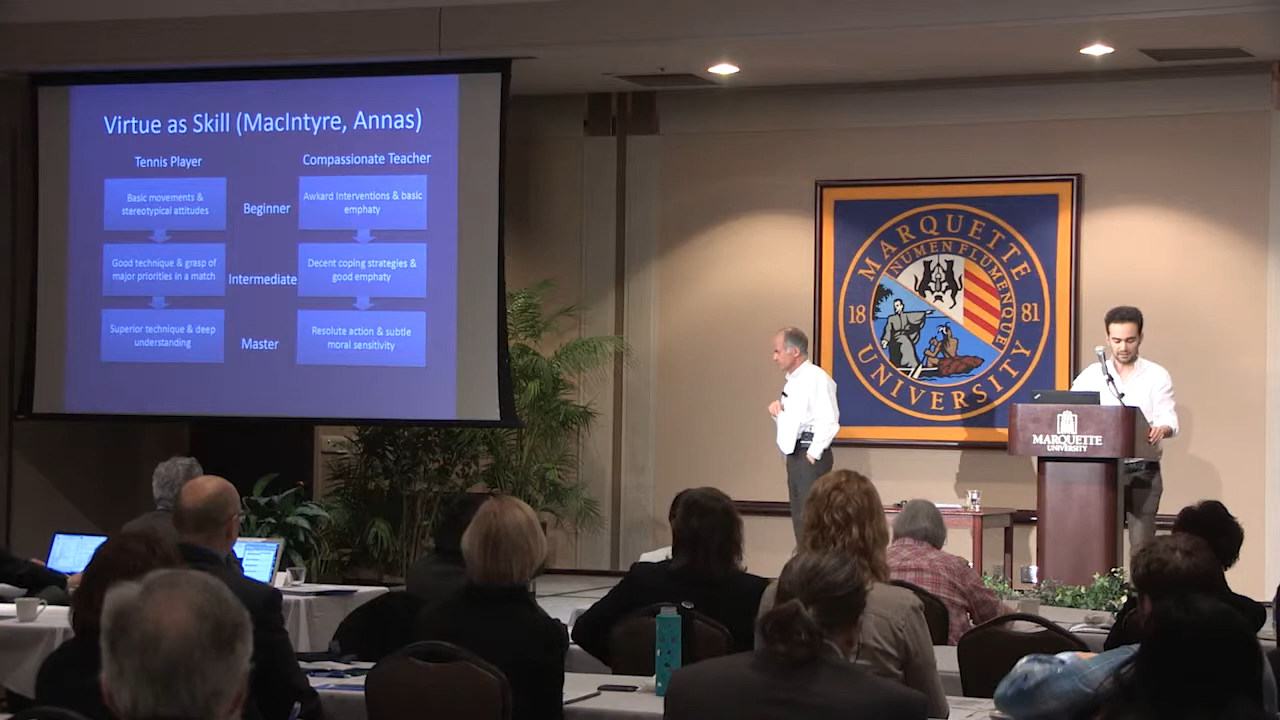 Virtue as Skill (MacIntyre, Annas)
Tennis Player
Compassionate Teacher
Basic movements &
stereotypical attitudes
Beginner
Awkard Interventions & basic
emphaty
Good technique & grasp of
major priorities in a match
Intermediate
Decent coping strategies &
good emphaty
Superior technique & deep
understanding
Master
Resolute action & subtle
moral sensitivity
MARQUETTE
NUMEN FLUMENQUE
18 81
UNIVERSITY
MARQUETTE
UNIVERSITY